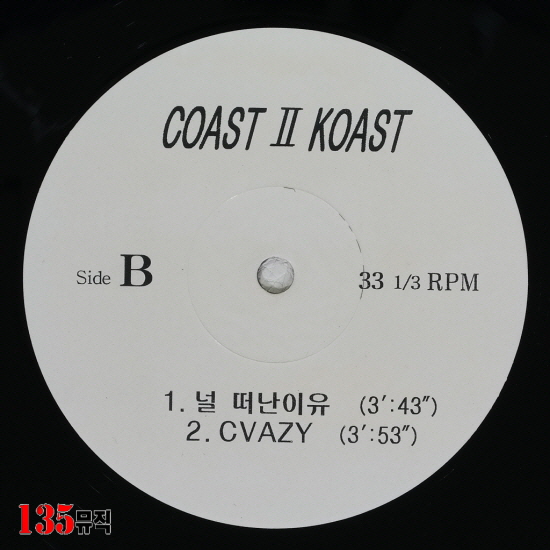 COAST II KOAST
Side B
33 1/3 RPM
1. 널 떠난이유 (3′:43″)
2. CVAZY (3′:53″)
135뮤직